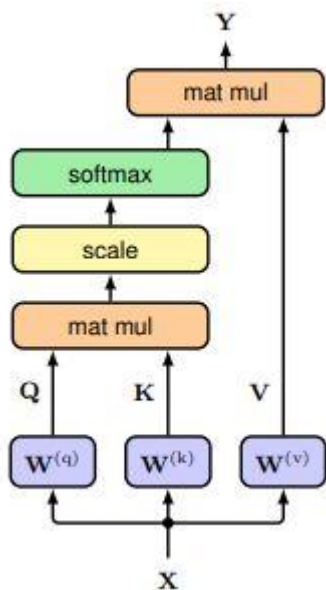 Y
mat mul
softmax
scale
mat mul
Q K V
W(q) W(k) W(v)
X